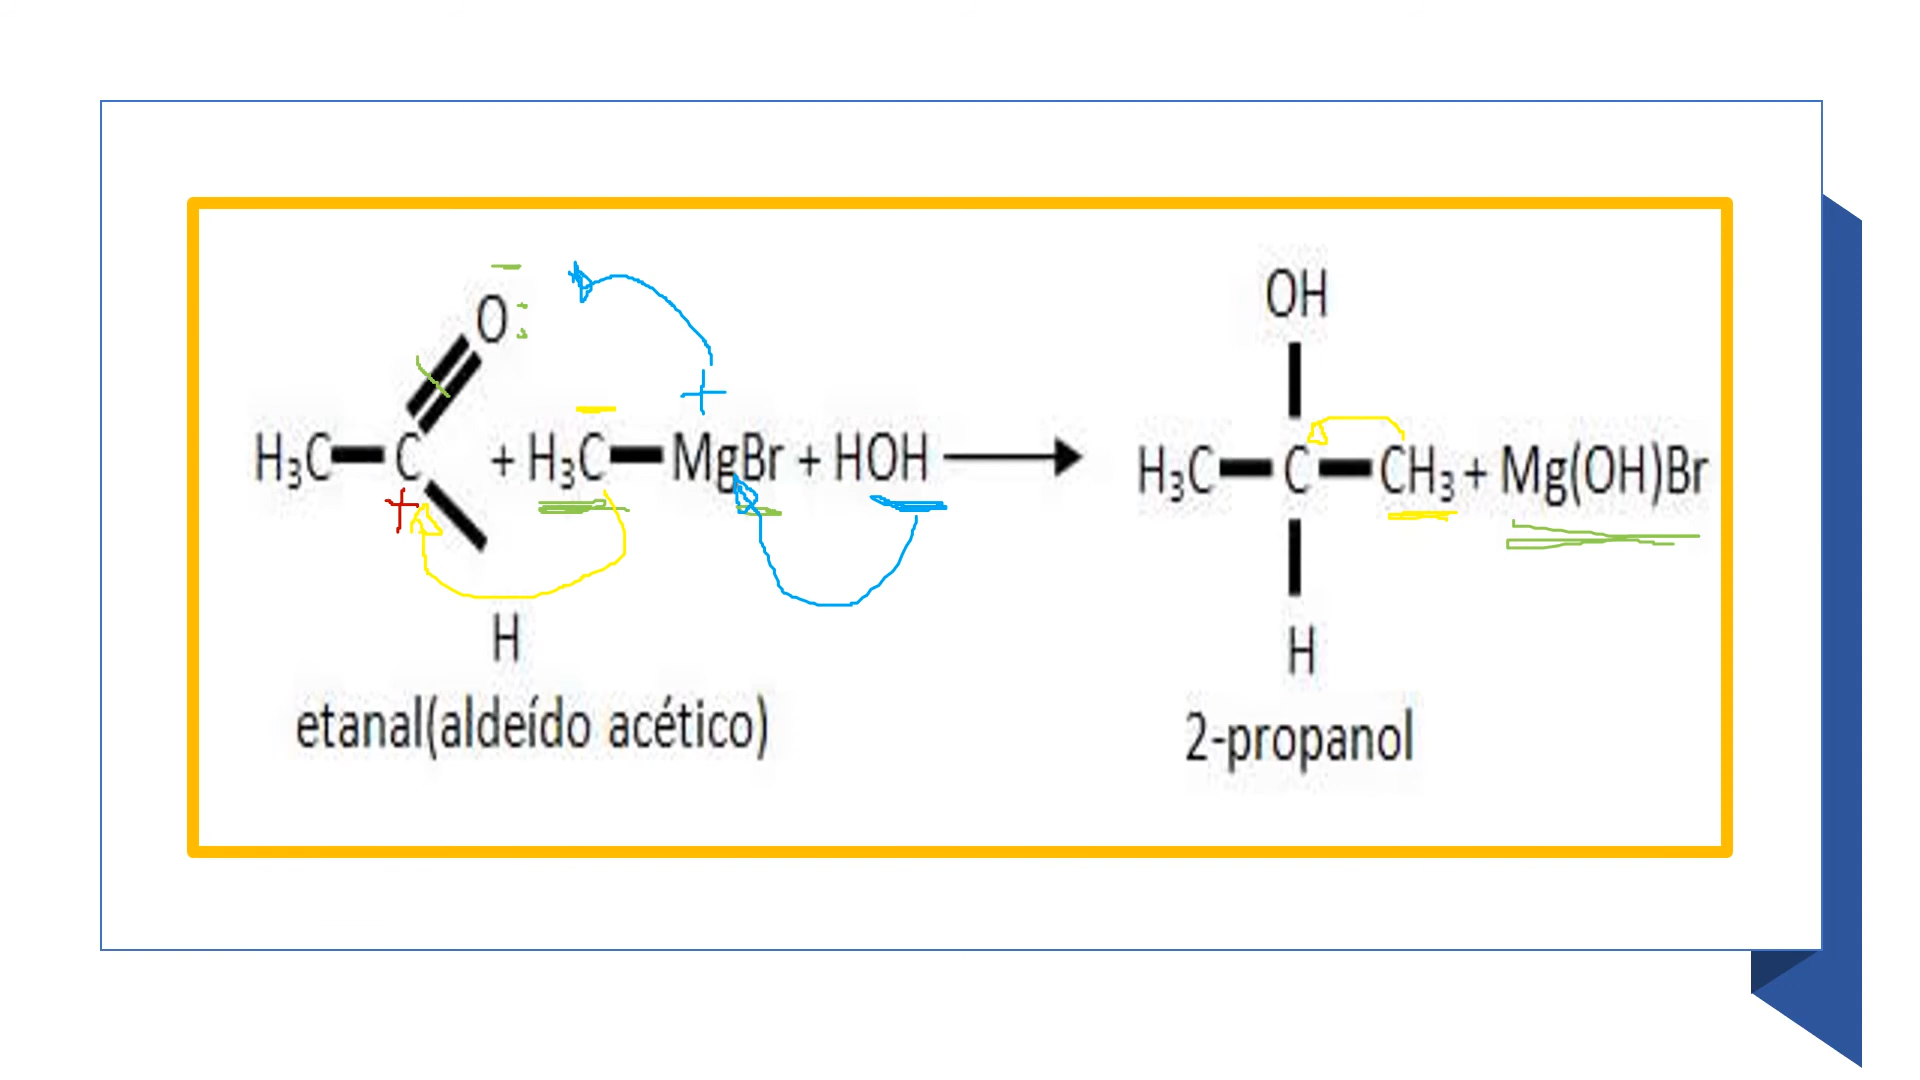 O OH
H₃C C + H₃C MgBr + HOH H₃C C CH₃ + Mg(OH)Br
H H
etanal(aldeído acético) 2-propanol